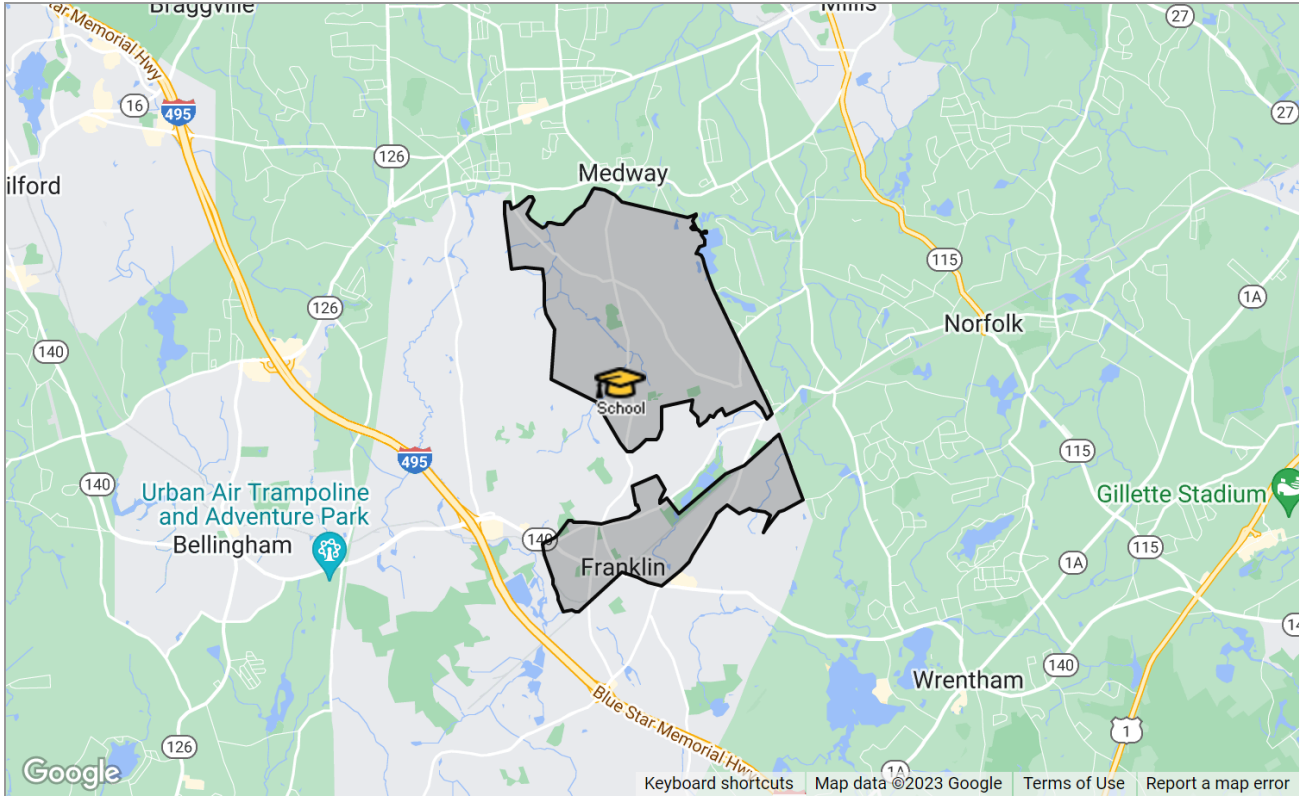 Braggville
Millis
27
Star Memorial Hwy
16
495
126
27
Medway
ilford
115
1A
126
Norfolk
140
School
115
495
140
Urban Air Trampoline
and Adventure Park
Gillette Stadium
Bellingham
140
115
Franklin
1A
14
140
Wrentham
Blue Star Memorial Hwy
1
126
1A
Google
Keyboard shortcuts
Map data ©2023 Google
Terms of Use
Report a map error